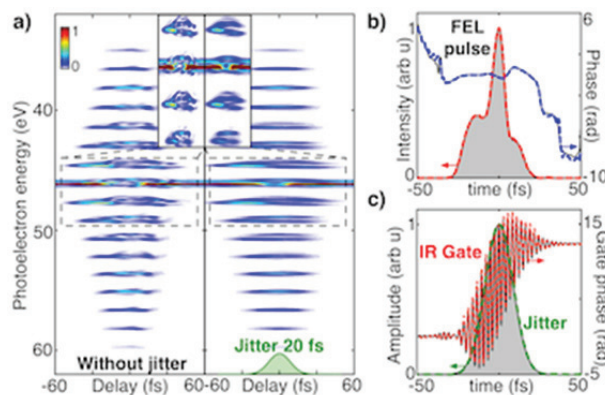 a)
1
0
Photoelectron energy (eV)
40
50
60
Without jitter
Jitter 20 fs
-60
Delay (fs)
60
-60
Delay (fs)
60
b)
FEL
pulse
Intensity (arb u)
1
0
6
-10
Phase (rad)
-50
time (fs)
50
c)
IR Gate
Jitter
Amplitude (arb u)
1
0
15
-5
Gate phase (rad)
-50
time (fs)
50